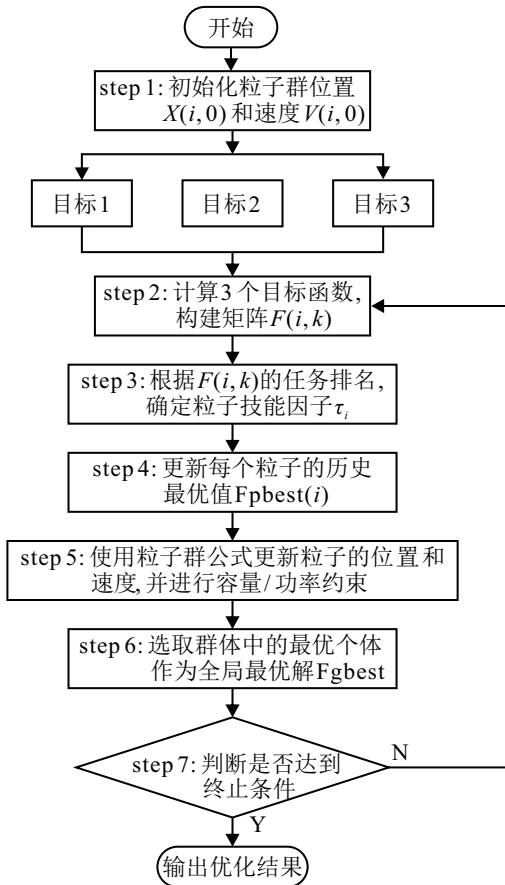 开始
step 1: 初始化粒子群位置
X(i, 0) 和速度 V(i, 0)
目标1
目标2
目标3
step 2: 计算3 个目标函数,
构建矩阵 F(i, k)
step 3: 根据F(i, k)的任务排名,
确定粒子技能因子τi
step 4: 更新每个粒子的历史
最优值Fpbest(i)
step 5: 使用粒子群公式更新粒子的位置和
速度, 并进行容量/功率约束
step 6: 选取群体中的最优个体
作为全局最优解Fgbest
step 7: 判断是否达到
终止条件
N
Y
输出优化结果